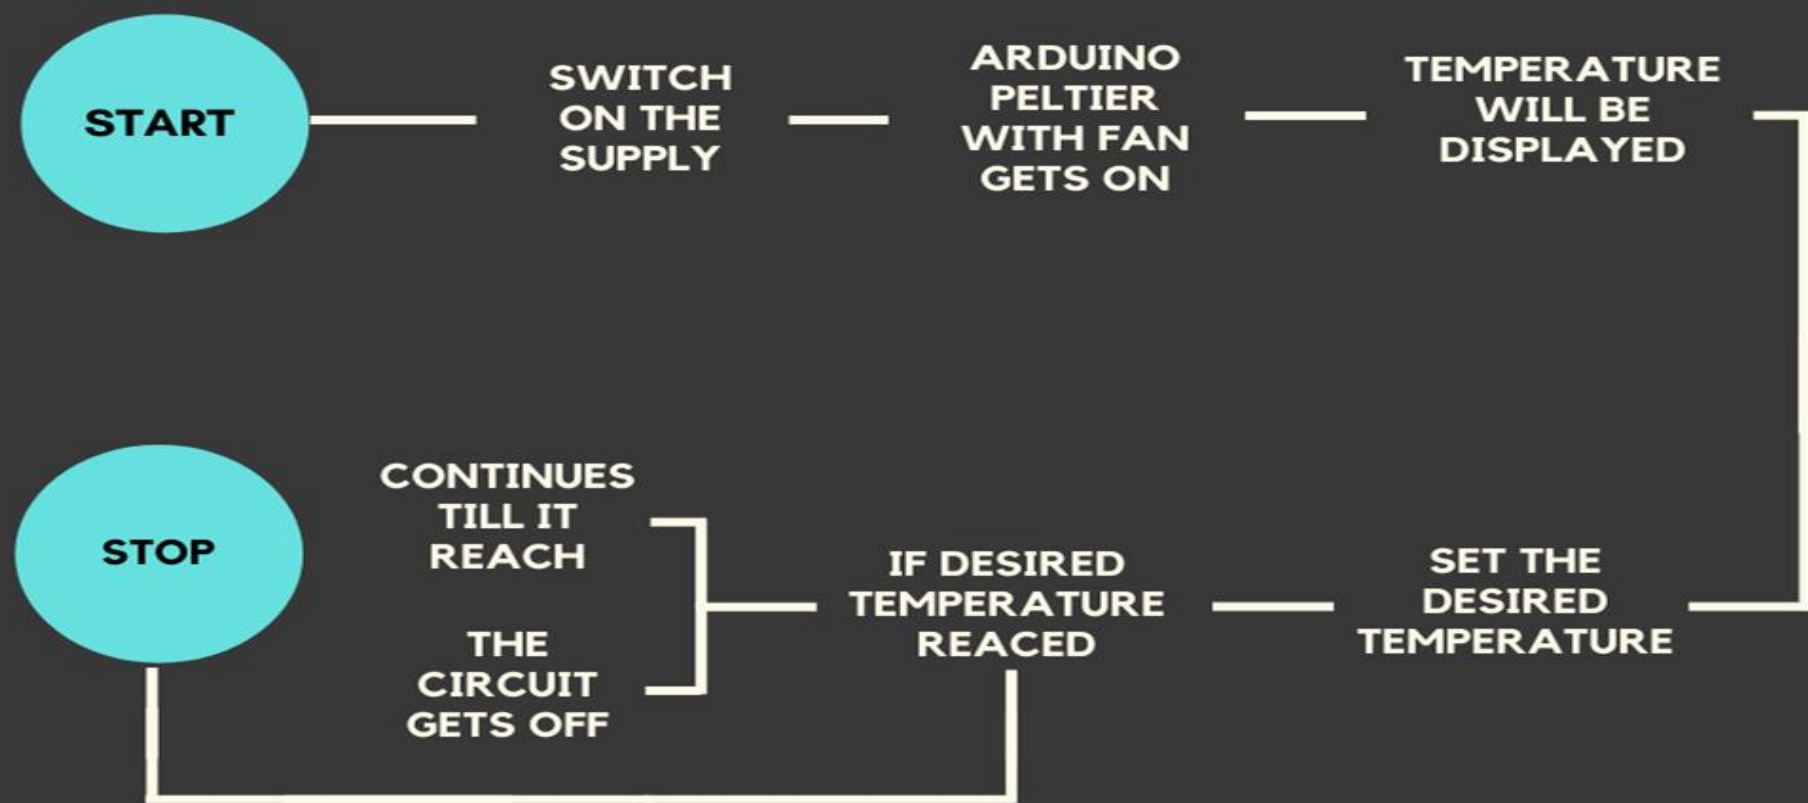 START
SWITCH
ON THE
SUPPLY
ARDUINO
PELTIER
WITH FAN
GETS ON
TEMPERATURE
WILL BE
DISPLAYED
SET THE
DESIRED
TEMPERATURE
IF DESIRED
TEMPERATURE
REACED
CONTINUES
TILL IT
REACH
THE
CIRCUIT
GETS OFF
STOP